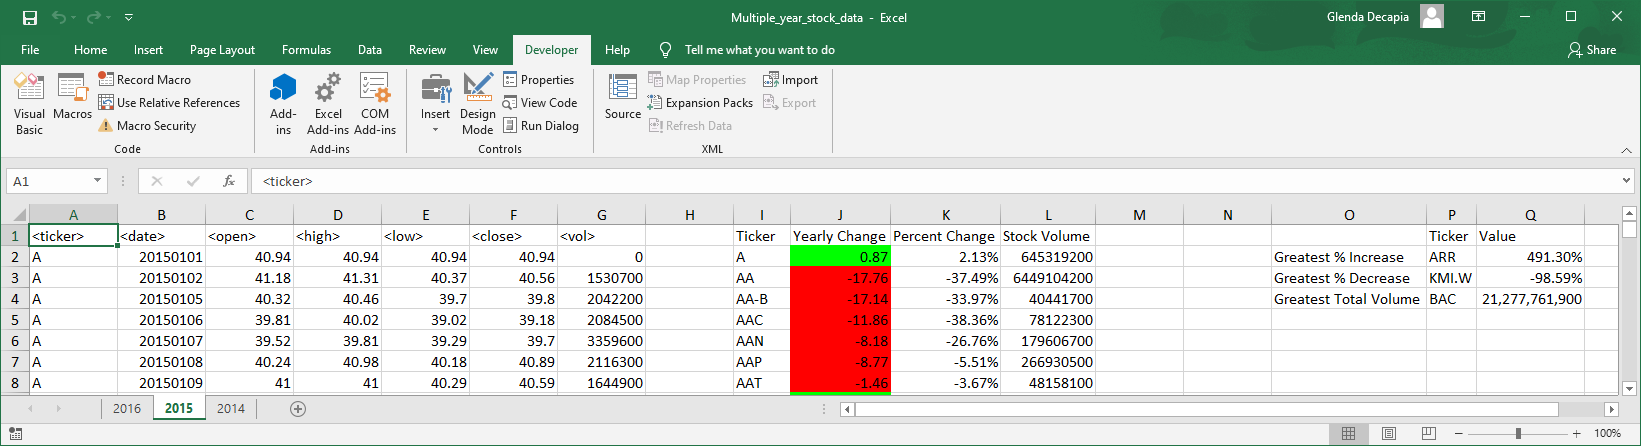 Multiple_year_stock_data - Excel Glenda Decapia
File Home Insert Page Layout Formulas Data Review View Developer Help Tell me what you want to do Share
Record Macro Properties Map Properties Import
Use Relative References View Code Expansion Packs Export
Macro Security Run Dialog Refresh Data
Visual Basic Macros Add-ins Excel Add-ins COM Add-ins Insert Design Mode Source
Code Add-ins Controls XML
A1 fx <ticker>
A B C D E F G H I J K L M N O P Q
1 <ticker> <date> <open> <high> <low> <close> <vol> Ticker Yearly Change Percent Change Stock Volume Ticker Value
2 A 20150101 40.94 40.94 40.94 40.94 0 A 0.87 2.13% 645319200 Greatest % Increase ARR 491.30%
3 A 20150102 41.18 41.31 40.37 40.56 1530700 AA -17.76 -37.49% 6449104200 Greatest % Decrease KMI.W -98.59%
4 A 20150105 40.32 40.46 39.7 39.8 2042200 AA-B -17.14 -33.97% 40441700 Greatest Total Volume BAC 21,277,761,900
5 A 20150106 39.81 40.02 39.02 39.18 2084500 AAC -11.86 -38.36% 78122300
6 A 20150107 39.52 39.81 39.29 39.7 3359600 AAN -8.18 -26.76% 179606700
7 A 20150108 40.24 40.98 40.18 40.89 2116300 AAP -8.77 -5.51% 266930500
8 A 20150109 41 41 40.29 40.59 1644900 AAT -1.46 -3.67% 48158100
2016 2015 2014
100%